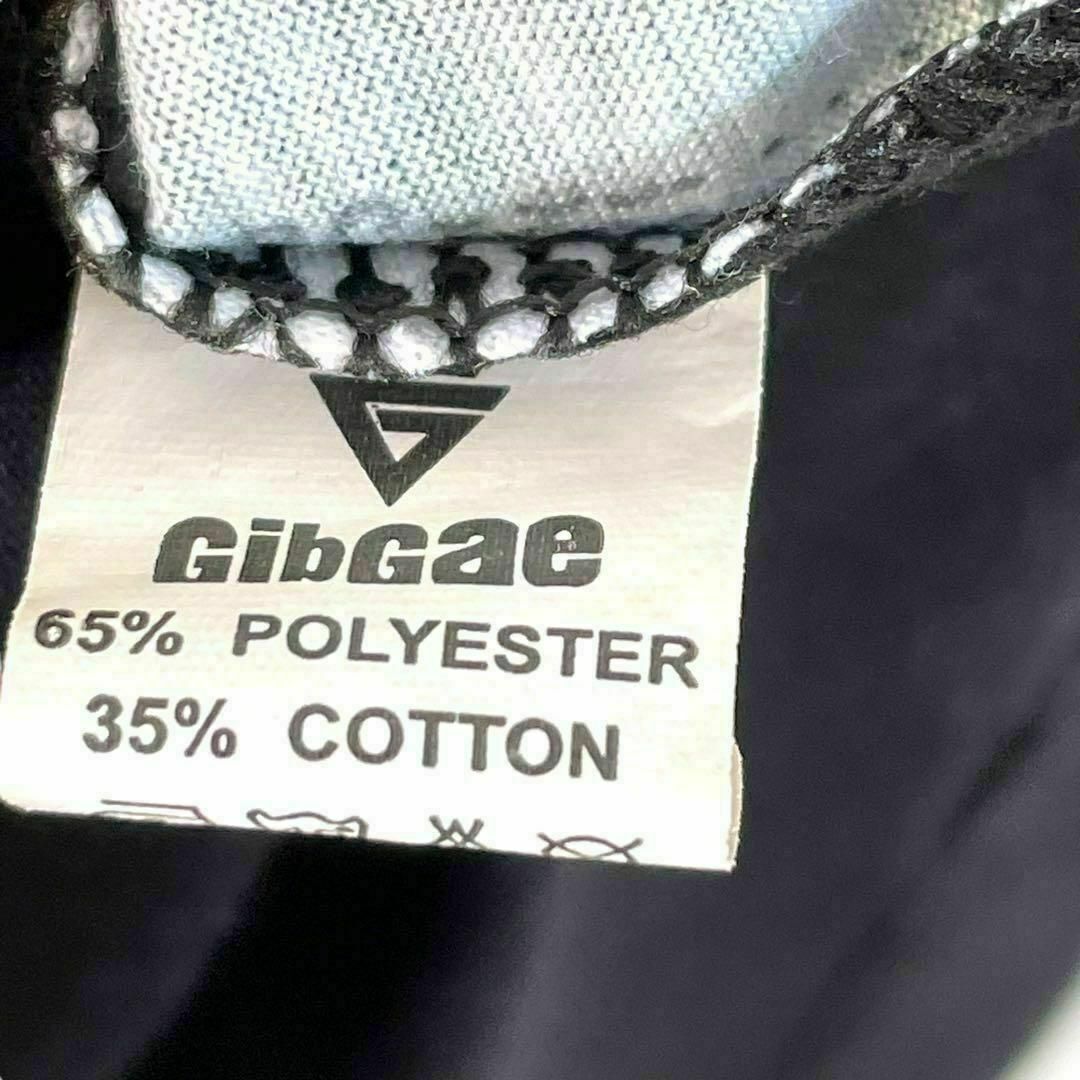 GibGae
65% POLYESTER
35% COTTON